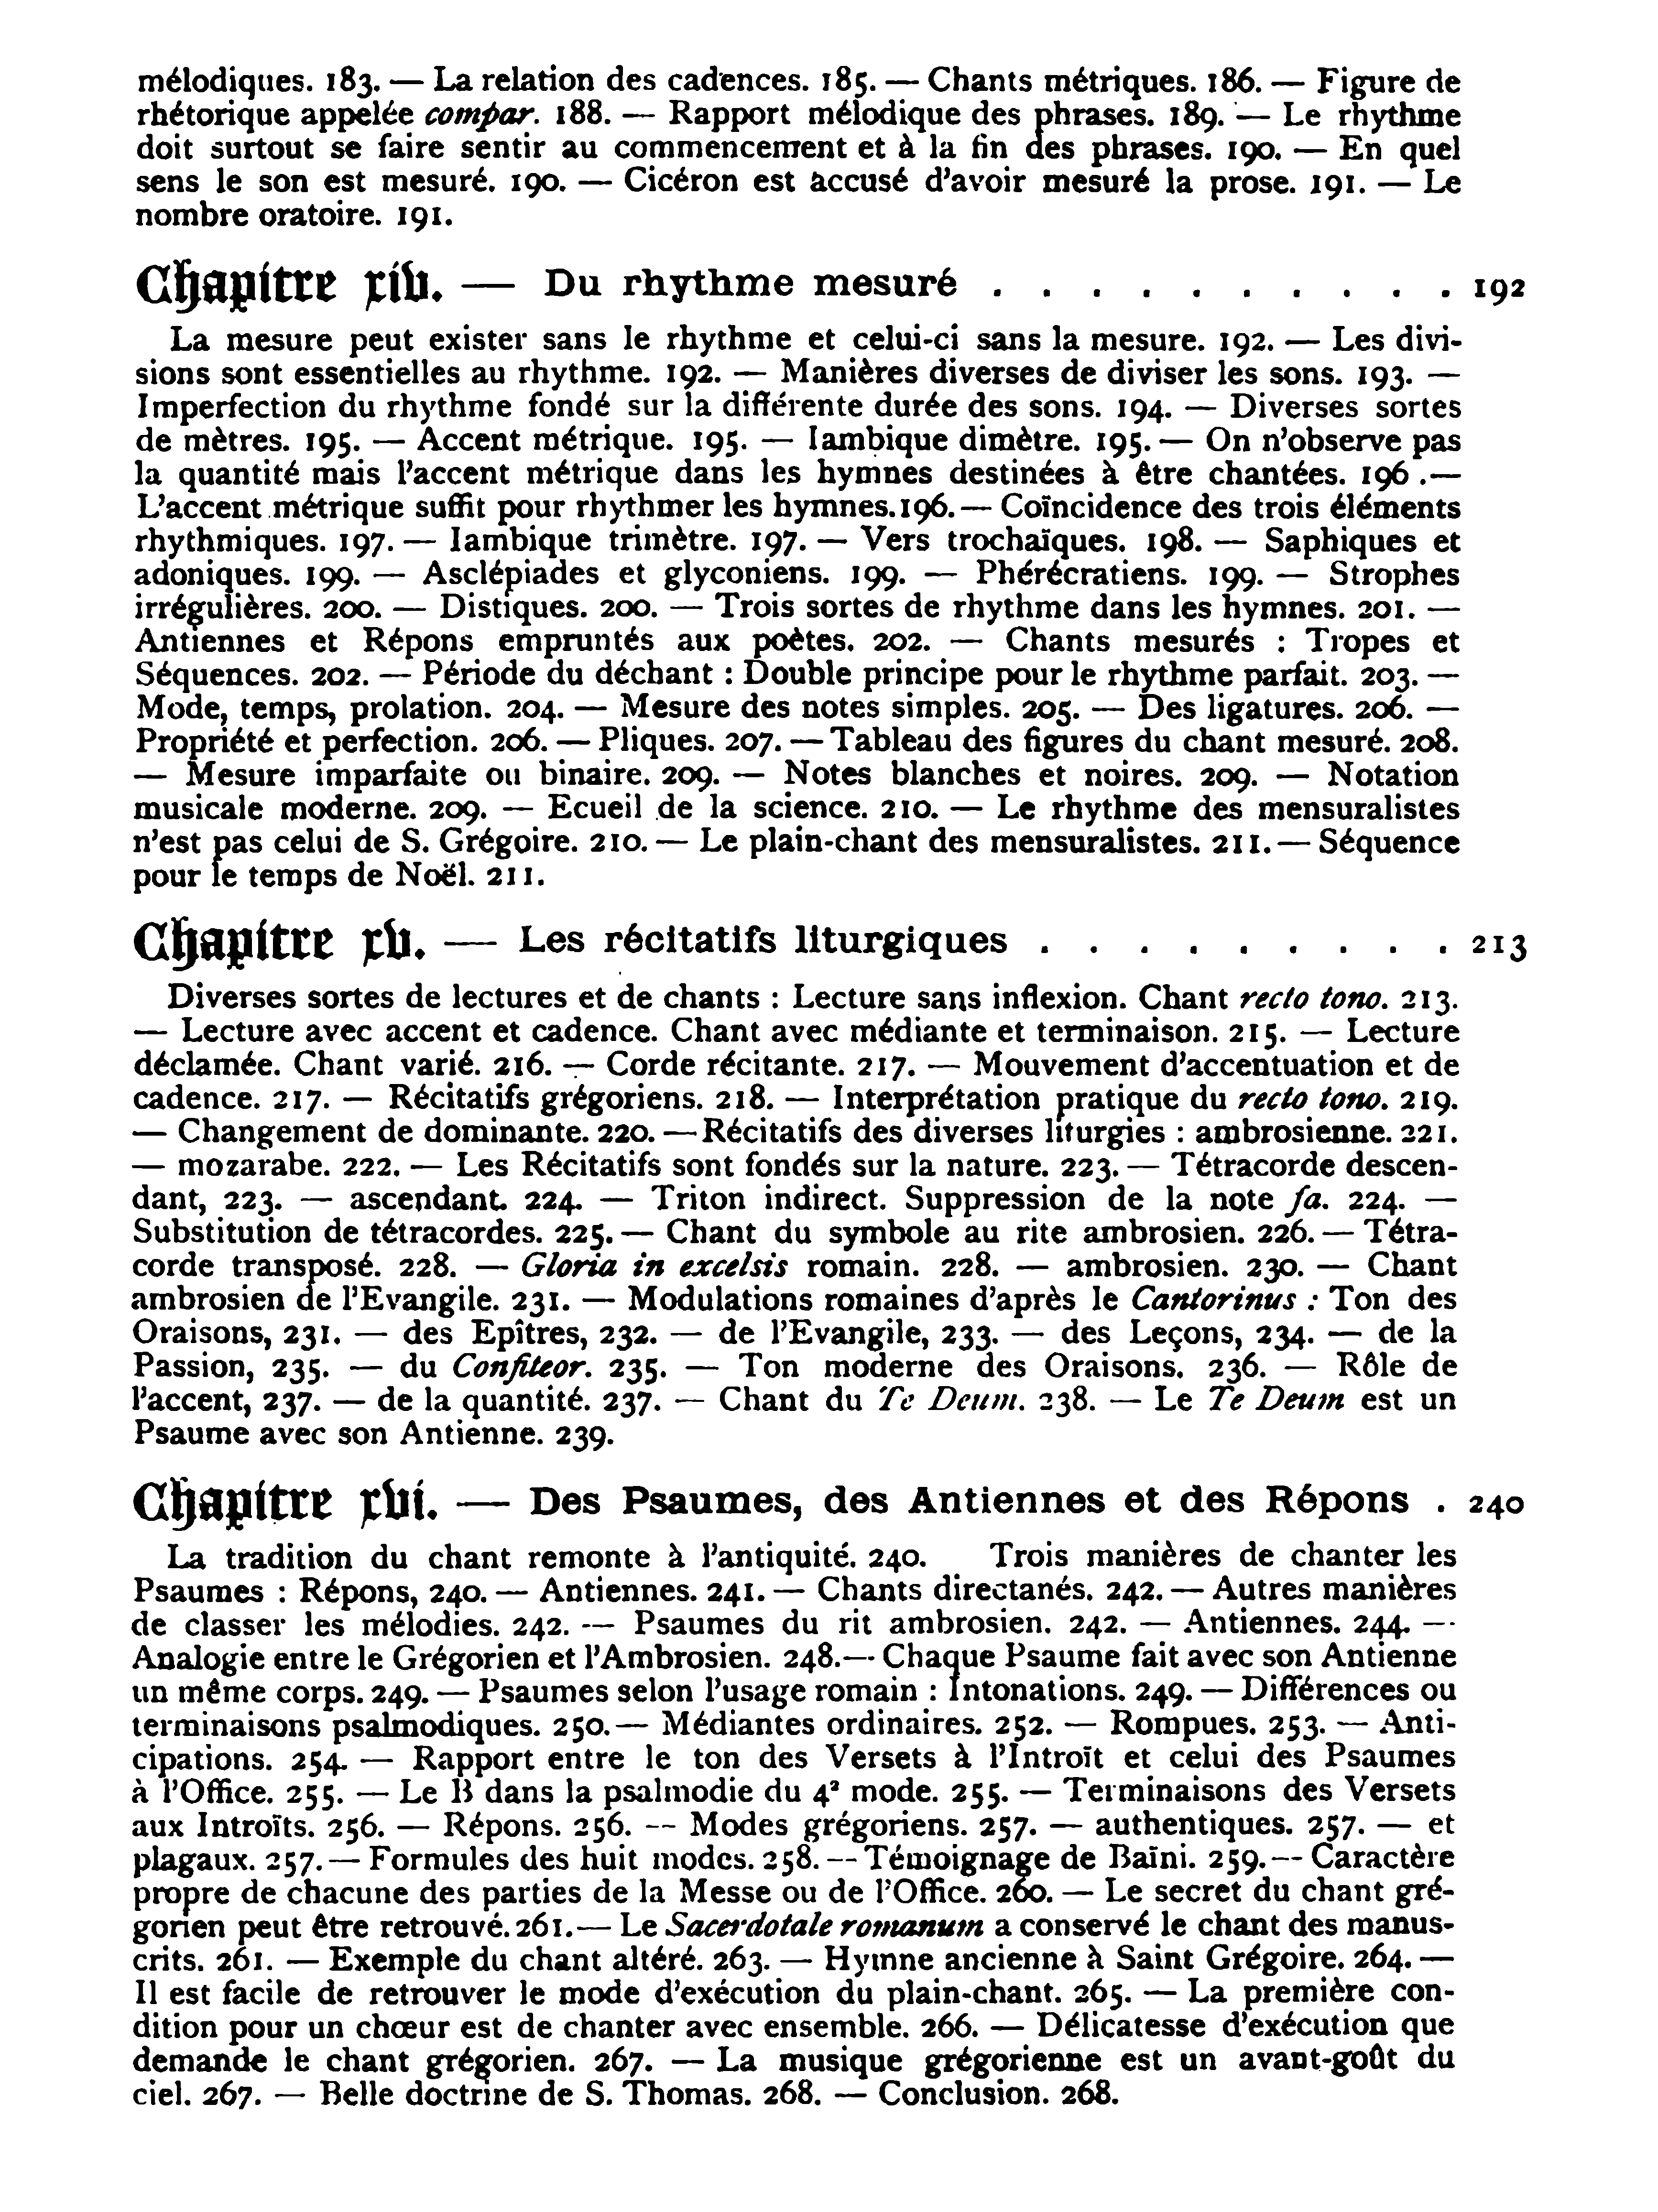 mélodiques. 183. — La relation des cadences. 185. — Chants métriques. 186. — Figure de
rhétorique appelée compar. 188. — Rapport mélodique des phrases. 189. — Le rhythme
doit surtout se faire sentir au commencement et à la fin des phrases. 190. — En quel
sens le son est mesuré. 190. — Cicéron est accusé d'avoir mesuré la prose. 191. — Le
nombre oratoire. 191.
Chapitre xiv. — Du rhythme mesuré . . . . . . . . . . 192
La mesure peut exister sans le rhythme et celui-ci sans la mesure. 192. — Les divi-
sions sont essentielles au rhythme. 192. — Manières diverses de diviser les sons. 193. —
Imperfection du rhythme fondé sur la différente durée des sons. 194. — Diverses sortes
de mètres. 195. — Accent métrique. 195. — Iambique dimètre. 195. — On n'observe pas
la quantité mais l'accent métrique dans les hymnes destinées à être chantées. 196 .—
L'accent métrique suffit pour rhythmer les hymnes. 196. — Coïncidence des trois éléments
rhythmiques. 197. — Iambique trimètre. 197. — Vers trochaïques. 198. — Saphiques et
adoniques. 199. — Asclépiades et glyconiens. 199. — Phérécratiens. 199. — Strophes
irrégulières. 200. — Distiques. 200. — Trois sortes de rhythme dans les hymnes. 201. —
Antiennes et Répons empruntés aux poètes. 202. — Chants mesurés : Tropes et
Séquences. 202. — Période du déchant : Double principe pour le rhythme parfait. 203. —
Mode, temps, prolation. 204. — Mesure des notes simples. 205. — Des ligatures. 206. —
Propriété et perfection. 206. — Pliques. 207. — Tableau des figures du chant mesuré. 208.
— Mesure imparfaite ou binaire. 209. — Notes blanches et noires. 209. — Notation
musicale moderne. 209. — Ecueil de la science. 210. — Le rhythme des mensuralistes
n'est pas celui de S. Grégoire. 210. — Le plain-chant des mensuralistes. 211. — Séquence
pour le temps de Noël. 211.
Chapitre xv. — Les récitatifs liturgiques . . . . . . . . . 213
Diverses sortes de lectures et de chants : Lecture sans inflexion. Chant recto tono. 213.
— Lecture avec accent et cadence. Chant avec médiante et terminaison. 215. — Lecture
déclamée. Chant varié. 216. — Corde récitante. 217. — Mouvement d'accentuation et de
cadence. 217. — Récitatifs grégoriens. 218. — Interprétation pratique du recto tono. 219.
— Changement de dominante. 220. — Récitatifs des diverses liturgies : ambrosienne. 221.
— mozarabe. 222. — Les Récitatifs sont fondés sur la nature. 223. — Tétracorde descen-
dant, 223. — ascendant. 224. — Triton indirect. Suppression de la note fa. 224. —
Substitution de tétracordes. 225. — Chant du symbole au rite ambrosien. 226. — Tétra-
corde transposé. 228. — Gloria in excelsis romain. 228. — ambrosien. 230. — Chant
ambrosien de l'Evangile. 231. — Modulations romaines d'après le Cantorinus : Ton des
Oraisons, 231. — des Epîtres, 232. — de l'Evangile, 233. — des Leçons, 234. — de la
Passion, 235. — du Confiteor. 235. — Ton moderne des Oraisons. 236. — Rôle de
l'accent, 237. — de la quantité. 237. — Chant du Te Deum. 238. — Le Te Deum est un
Psaume avec son Antienne. 239.
Chapitre xvi. — Des Psaumes, des Antiennes et des Répons . 240
La tradition du chant remonte à l'antiquité. 240. Trois manières de chanter les
Psaumes : Répons, 240. — Antiennes. 241. — Chants directanés. 242. — Autres manières
de classer les mélodies. 242. — Psaumes du rit ambrosien. 242. — Antiennes. 244. —
Analogie entre le Grégorien et l'Ambrosien. 248.— Chaque Psaume fait avec son Antienne
un même corps. 249. — Psaumes selon l'usage romain : Intonations. 249. — Différences ou
terminaisons psalmodiques. 250. — Médiantes ordinaires. 252. — Rompues. 253. — Anti-
cipations. 254. — Rapport entre le ton des Versets à l'Introït et celui des Psaumes
à l'Office. 255. — Le B dans la psalmodie du 4ᵉ mode. 255. — Terminaisons des Versets
aux Introïts. 256. — Répons. 256. — Modes grégoriens. 257. — authentiques. 257. — et
plagaux. 257. — Formules des huit modes. 258. — Témoignage de Baïni. 259. — Caractère
propre de chacune des parties de la Messe ou de l'Office. 260. — Le secret du chant gré-
gorien peut être retrouvé. 261. — Le Sacerdotale romanum a conservé le chant des manus-
crits. 261. — Exemple du chant altéré. 263. — Hymne ancienne à Saint Grégoire. 264. —
Il est facile de retrouver le mode d'exécution du plain-chant. 265. — La première con-
dition pour un chœur est de chanter avec ensemble. 266. — Délicatesse d'exécution que
demande le chant grégorien. 267. — La musique grégorienne est un avant-goût du
ciel. 267. — Belle doctrine de S. Thomas. 268. — Conclusion. 268.